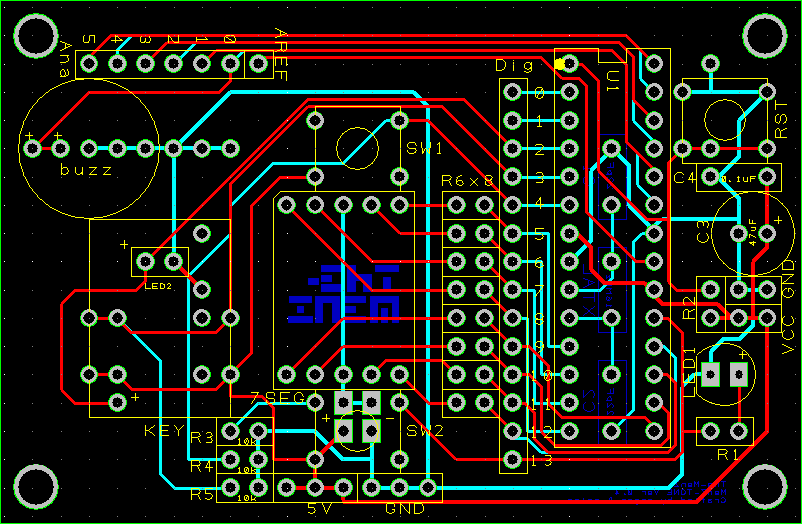 5 4 3 2 1 0 AREF
Ana
Dig
U1
0
1
2
3
4
5
6
7
8
9
10
11
12
13
RST
buzz
SW1
R6x8
C4
0.1uF
C3
47uF
LED2
R2
GND
VCC
LED1
7SEG
KEY
SW2
R3
10k
R4
10k
R5
10k
R1
5V
GND